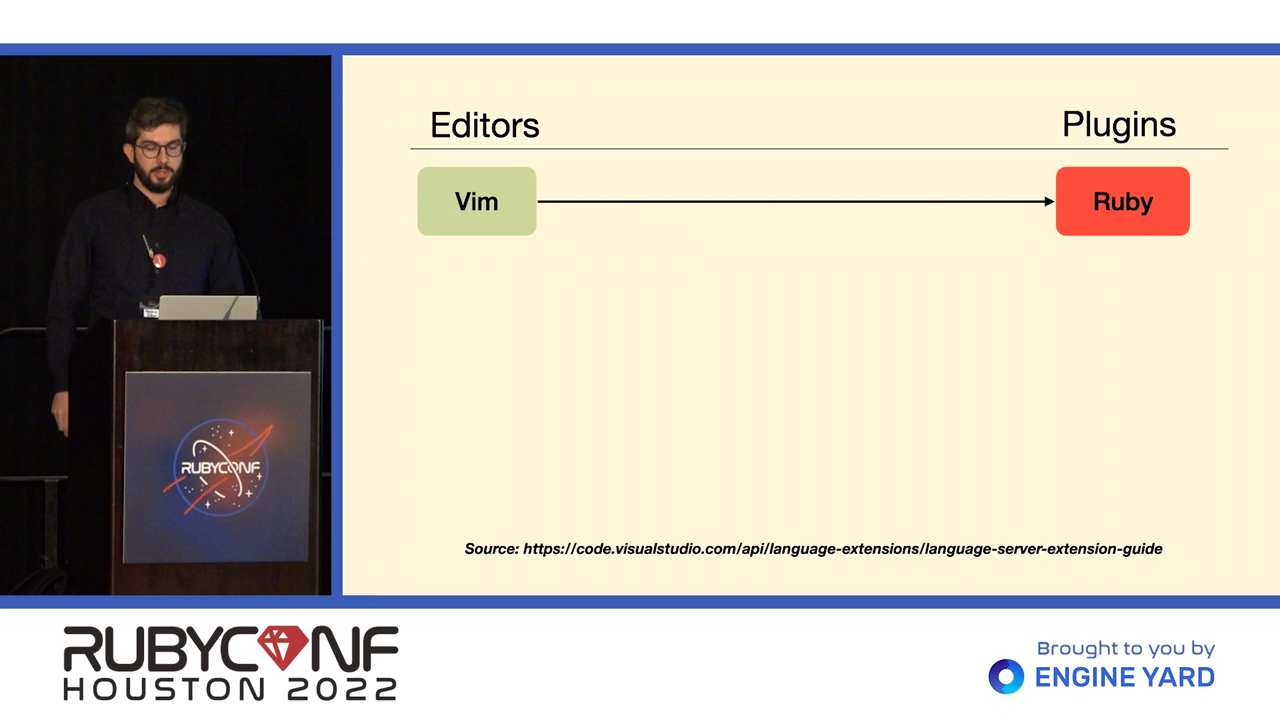 Editors
Plugins
Vim
Ruby
Source: https://code.visualstudio.com/api/language-extensions/language-server-extension-guide
RUBYCONF
RUBYCONF
HOUSTON 2022
Brought to you by
ENGINE YARD